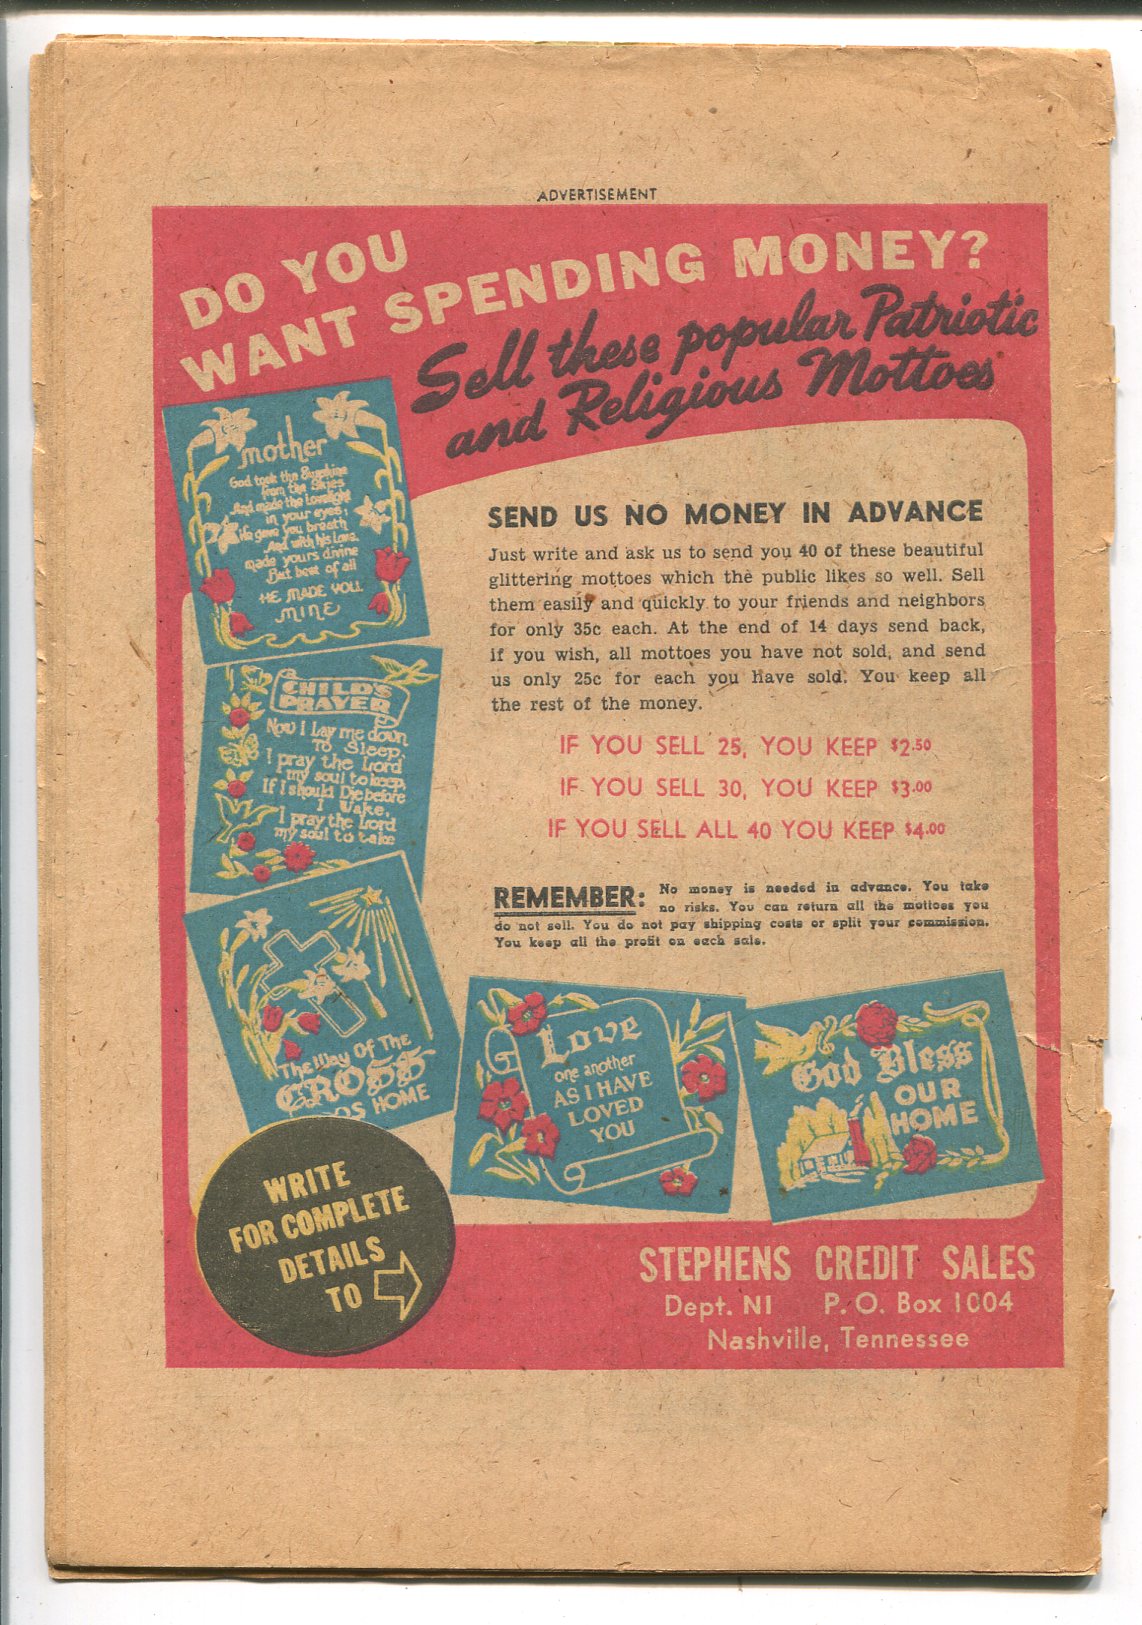 ADVERTISEMENT
DO YOU
WANT SPENDING MONEY?
Sell these popular Patriotic
and Religious Mottoes
mother
God took the Sunshine
from the Skies
And made the Lovelight
in your eyes;
He gave you breath
And with his Love
made yours divine
But best of all
HE MADE YOU
MINE
SEND US NO MONEY IN ADVANCE
Just write and ask us to send you 40 of these beautiful
glittering mottoes which the public likes so well. Sell
them easily and quickly to your friends and neighbors
for only 35c each. At the end of 14 days send back,
if you wish, all mottoes you have not sold, and send
us only 25c for each you have sold. You keep all
the rest of the money.
CHILD'S
PRAYER
Now I Lay me down
To Sleep,
I pray the Lord
my soul to keep,
If I should Die before
I Wake,
I pray the Lord
my soul to take
IF YOU SELL 25, YOU KEEP $2.50
IF YOU SELL 30, YOU KEEP $3.00
IF YOU SELL ALL 40 YOU KEEP $4.00
REMEMBER: No money is needed in advance. You take
no risks. You can return all the mottoes you
do not sell. You do not pay shipping costs or split your commission.
You keep all the profit on each sale.
The Way Of The
CROSS
HOME
Love
one another
AS I HAVE
LOVED
YOU
God Bless
OUR
HOME
WRITE
FOR COMPLETE
DETAILS
TO
STEPHENS CREDIT SALES
Dept. N1 P. O. Box 1004
Nashville, Tennessee